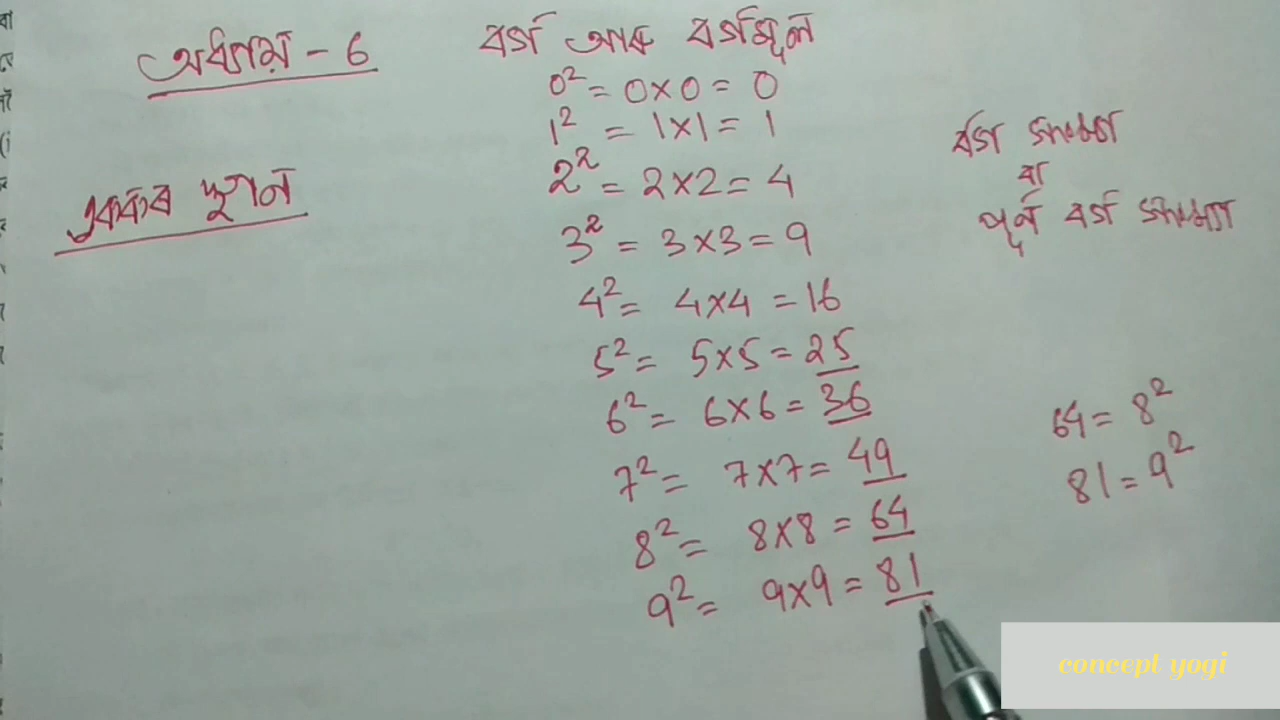 অধ্যায় - 6
বৰ্গ আৰু বৰ্গমূল
0² = 0×0 = 0
1² = 1×1 = 1
2² = 2×2 = 4
3² = 3×3 = 9
4² = 4×4 = 16
5² = 5×5 = 25
6² = 6×6 = 36
7² = 7×7 = 49
8² = 8×8 = 64
9² = 9×9 = 81
এককৰ স্থান
বৰ্গ সংখ্যা
বা
পূৰ্ণ বৰ্গ সংখ্যা
64 = 8²
81 = 9²
concept yogi